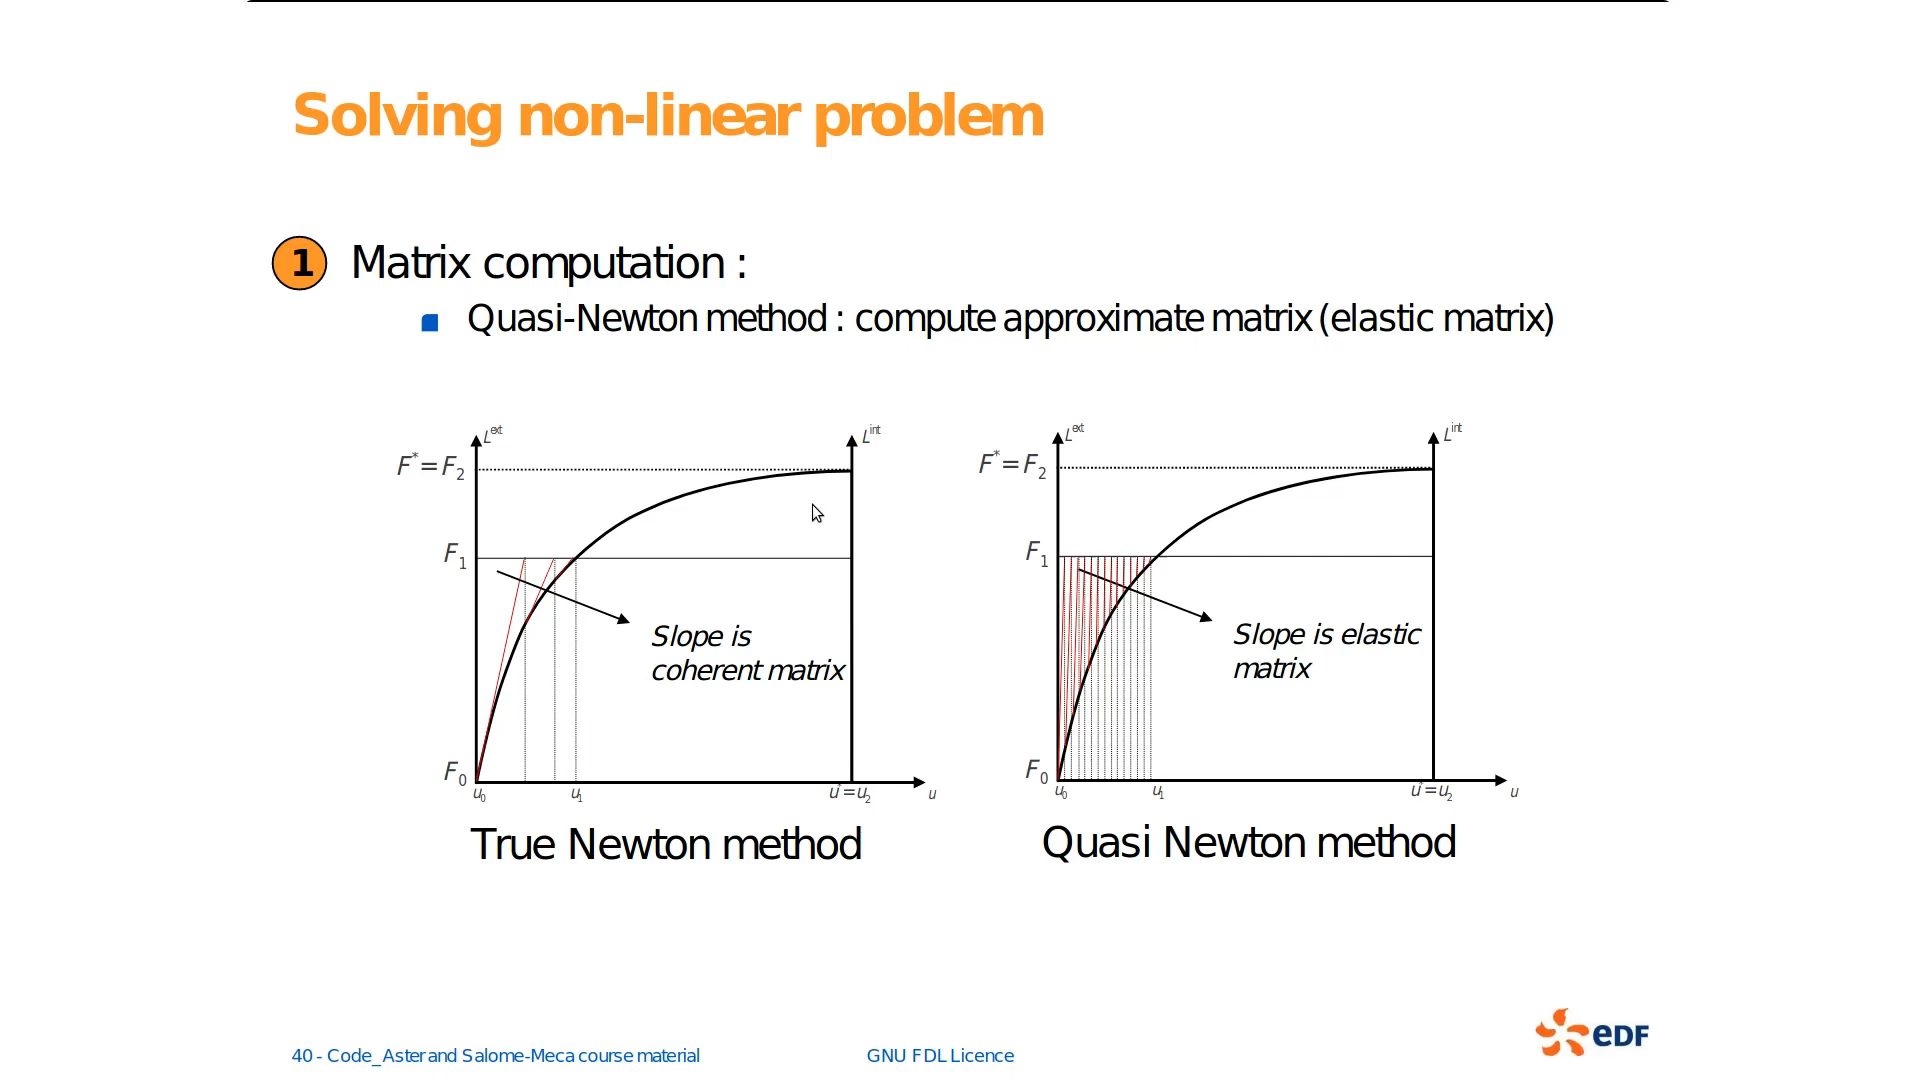 Solving non-linear problem
1 Matrix computation :
Quasi-Newton method : compute approximate matrix (elastic matrix)
L^ext
L^int
F*=F2
F1
Slope is
coherent matrix
F0
u0
u1
u*=u2
u
True Newton method
L^ext
L^int
F*=F2
F1
Slope is elastic
matrix
F0
u0
u1
u*=u2
u
Quasi Newton method
eDF
40 - Code_Aster and Salome-Meca course material
GNU FDL Licence